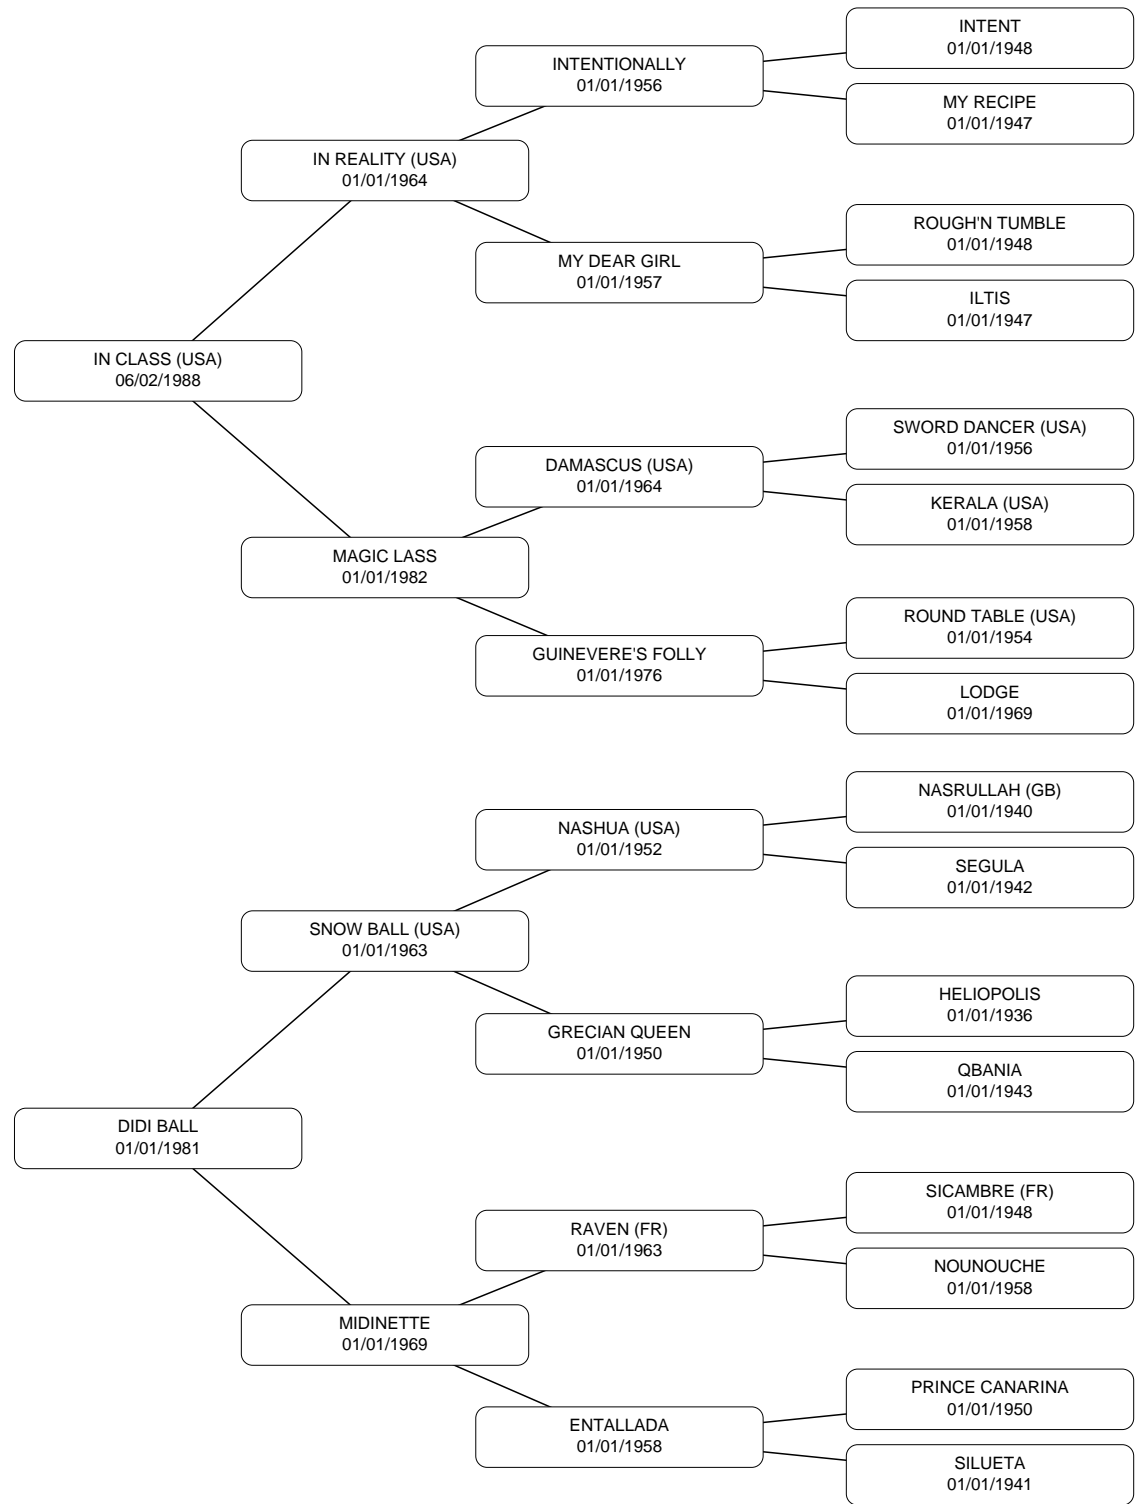 INTENT
01/01/1948
INTENTIONALLY
01/01/1956
MY RECIPE
01/01/1947
IN REALITY (USA)
01/01/1964
ROUGH'N TUMBLE
01/01/1948
MY DEAR GIRL
01/01/1957
ILTIS
01/01/1947
IN CLASS (USA)
06/02/1988
SWORD DANCER (USA)
01/01/1956
DAMASCUS (USA)
01/01/1964
KERALA (USA)
01/01/1958
MAGIC LASS
01/01/1982
ROUND TABLE (USA)
01/01/1954
GUINEVERE'S FOLLY
01/01/1976
LODGE
01/01/1969
NASRULLAH (GB)
01/01/1940
NASHUA (USA)
01/01/1952
SEGULA
01/01/1942
SNOW BALL (USA)
01/01/1963
HELIOPOLIS
01/01/1936
GRECIAN QUEEN
01/01/1950
QBANIA
01/01/1943
DIDI BALL
01/01/1981
SICAMBRE (FR)
01/01/1948
RAVEN (FR)
01/01/1963
NOUNOUCHE
01/01/1958
MIDINETTE
01/01/1969
PRINCE CANARINA
01/01/1950
ENTALLADA
01/01/1958
SILUETA
01/01/1941